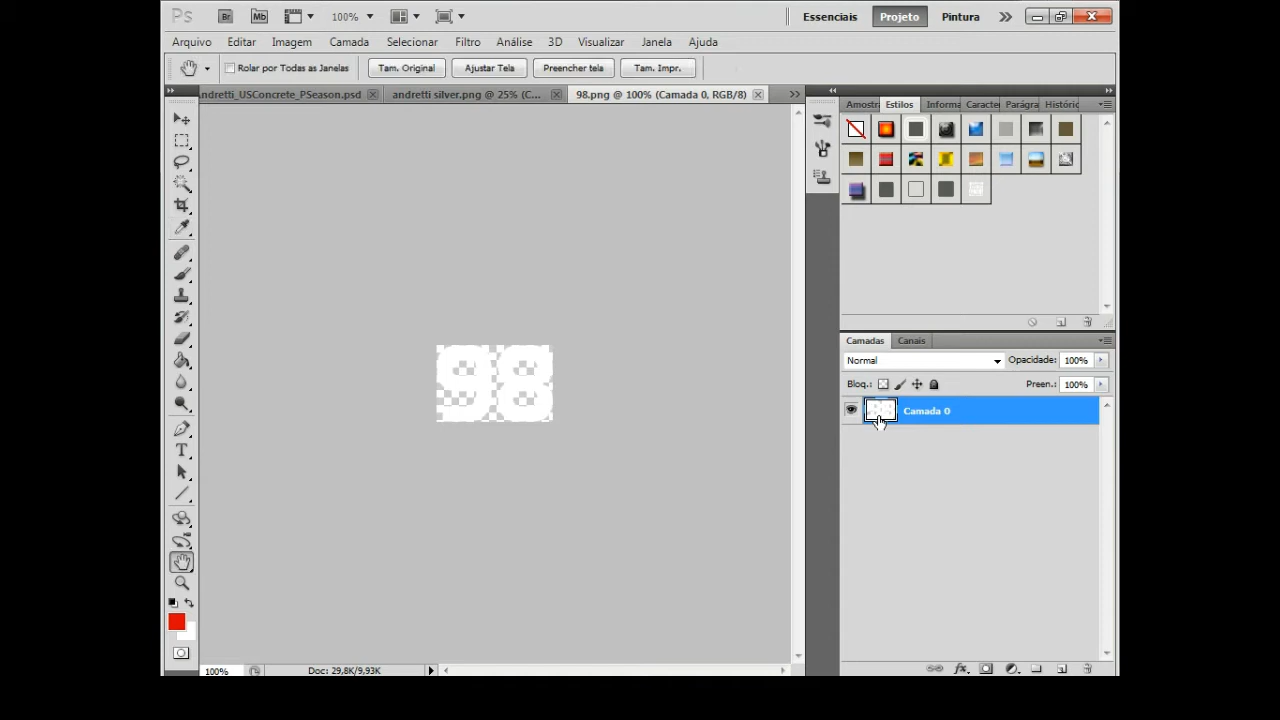 Ps Br Mb 100% Essenciais Projeto Pintura
Arquivo Editar Imagem Camada Selecionar Filtro Análise 3D Visualizar Janela Ajuda
Rolar por Todas as Janelas Tam. Original Ajustar Tela Preencher tela Tam. Impr.
ndretti_USConcrete_PSeason.psd andretti silver.png @ 25% (C... 98.png @ 100% (Camada 0, RGB/8)
Amostra Estilos Informa Caracte Parágra Históric
98
Camadas Canais
Normal Opacidade: 100%
Bloq.: Preen.: 100%
Camada 0
T
100% Doc: 29,8K/9,93K
fx